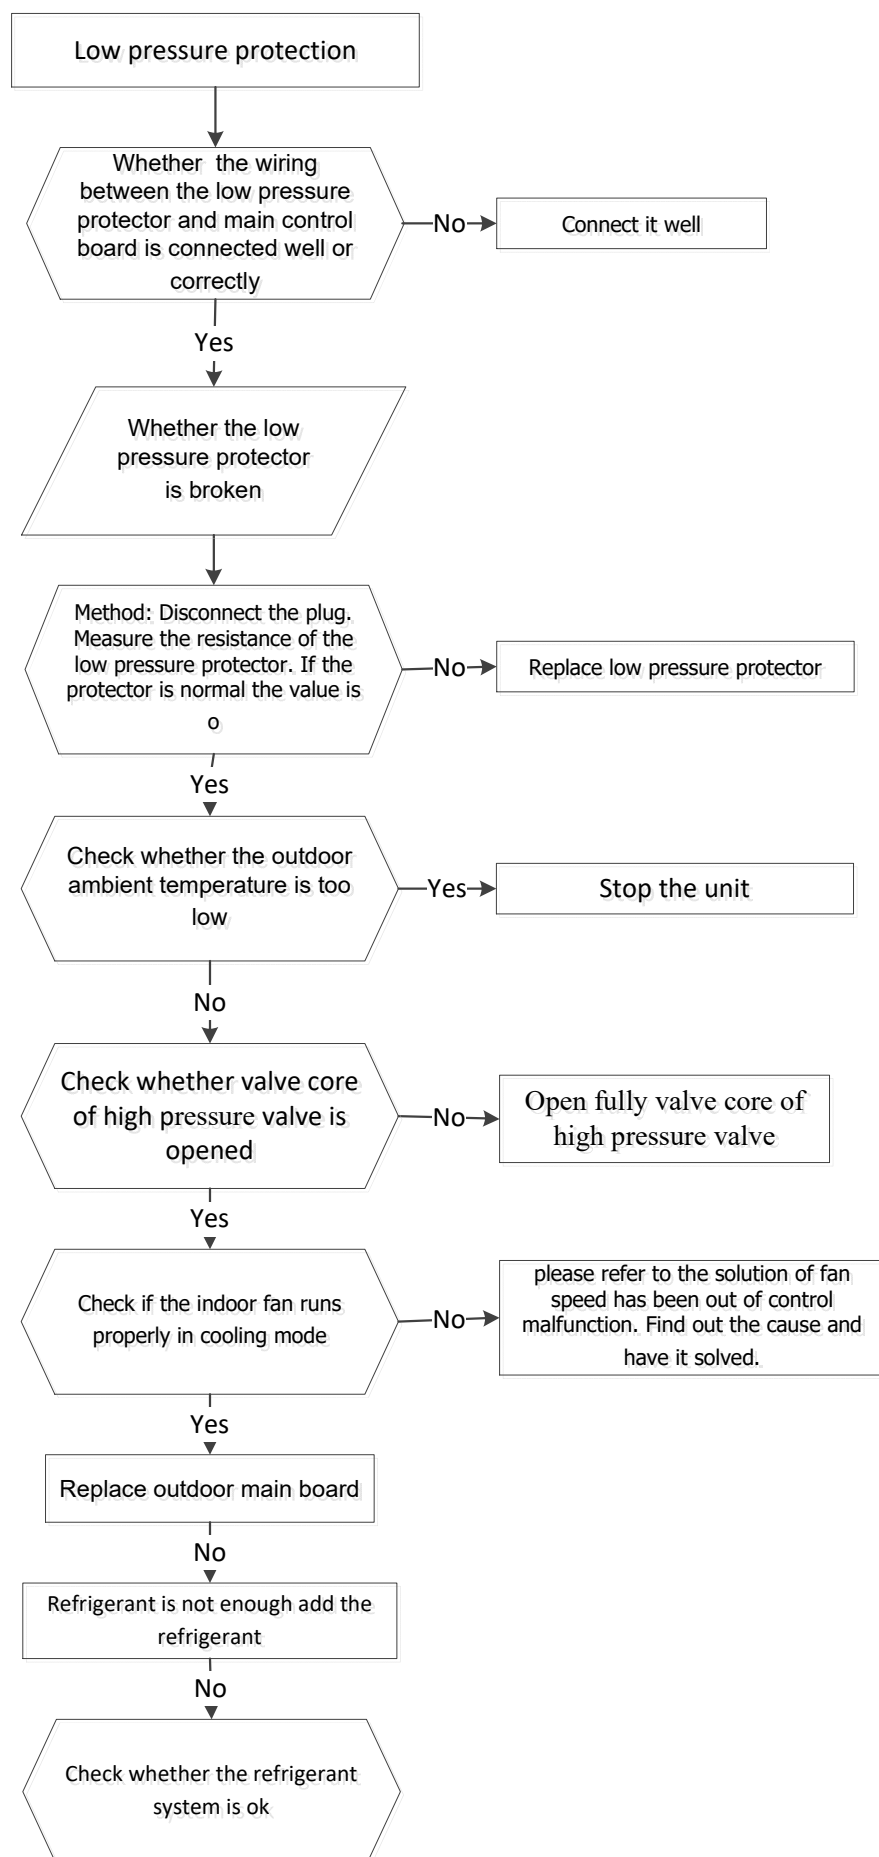 Low pressure protection
Whether the wiring
between the low pressure
protector and main control
board is connected well or
correctly
No
Connect it well
Yes
Whether the low
pressure protector
is broken
Method: Disconnect the plug.
Measure the resistance of the
low pressure protector. If the
protector is normal the value is
o
No
Replace low pressure protector
Yes
Check whether the outdoor
ambient temperature is too
low
Yes
Stop the unit
No
Check whether valve core
of high pressure valve is
opened
No
Open fully valve core of
high pressure valve
Yes
Check if the indoor fan runs
properly in cooling mode
No
please refer to the solution of fan
speed has been out of control
malfunction. Find out the cause and
have it solved.
Yes
Replace outdoor main board
No
Refrigerant is not enough add the
refrigerant
No
Check whether the refrigerant
system is ok